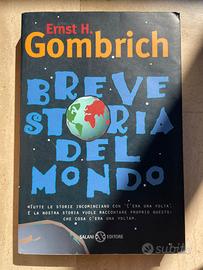 Ernst H.
Gombrich
BREVE
STORIA
DEL
MONDO
«TUTTE LE STORIE INCOMINCIANO CON "C'ERA UNA VOLTA".
E LA NOSTRA STORIA VUOLE RACCONTARE PROPRIO QUESTO:
CHE COSA C'ERA UNA VOLTA».
SALANI EDITORE
subito